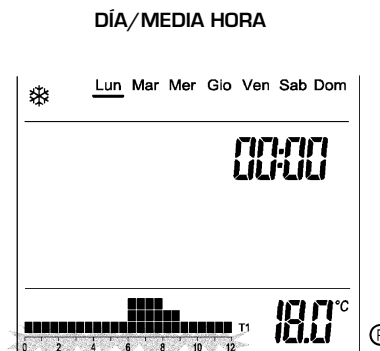 DÍA/MEDIA HORA
Lun Mar Mer Gio Ven Sab Dom
00:00
T1 18.0°C
0 2 4 6 8 10 12